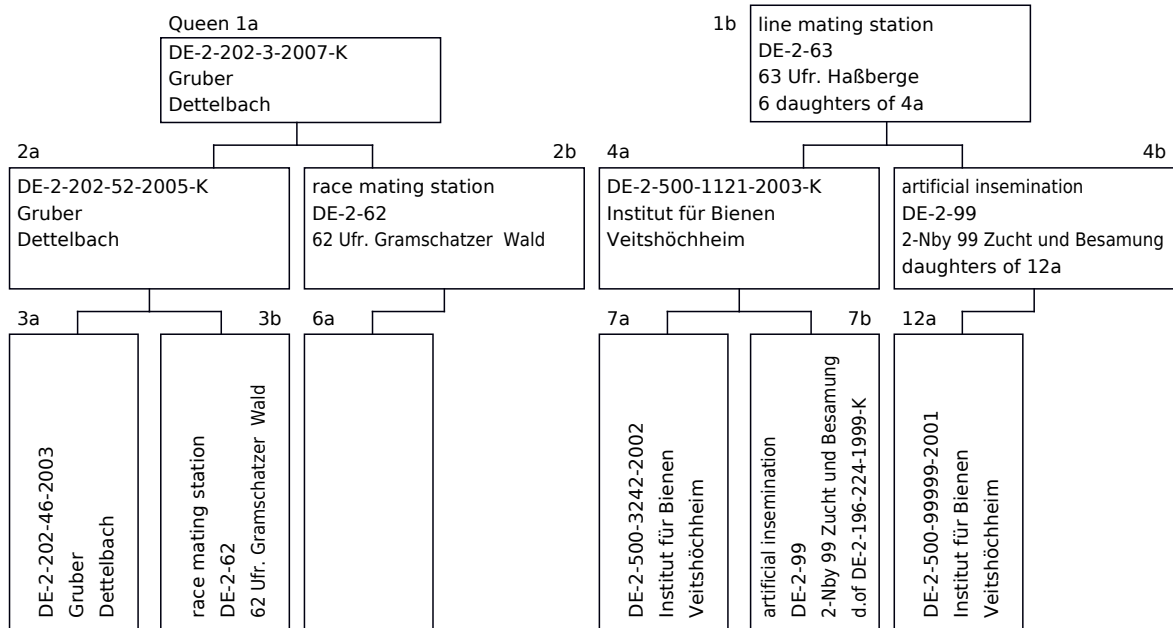 Queen 1a
DE-2-202-3-2007-K
Gruber
Dettelbach
1b
line mating station
DE-2-63
63 Ufr. Haßberge
6 daughters of 4a
2a
DE-2-202-52-2005-K
Gruber
Dettelbach
2b
race mating station
DE-2-62
62 Ufr. Gramschatzer Wald
4a
DE-2-500-1121-2003-K
Institut für Bienen
Veitshöchheim
4b
artificial insemination
DE-2-99
2-Nby 99 Zucht und Besamung
daughters of 12a
3a
DE-2-202-46-2003
Gruber
Dettelbach
3b
race mating station
DE-2-62
62 Ufr. Gramschatzer Wald
6a
7a
DE-2-500-3242-2002
Institut für Bienen
Veitshöchheim
7b
artificial insemination
DE-2-99
2-Nby 99 Zucht und Besamung
d.of DE-2-196-224-1999-K
12a
DE-2-500-99999-2001
Institut für Bienen
Veitshöchheim